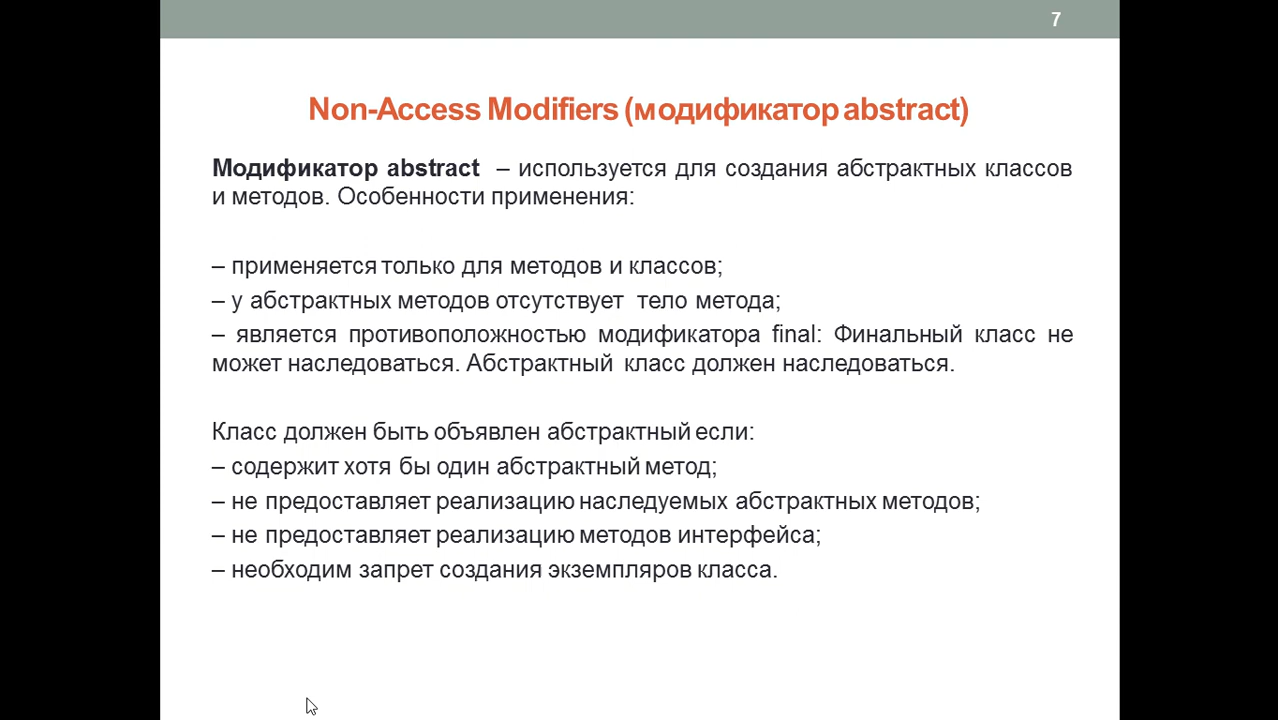 7
Non-Access Modifiers (модификатор abstract)
Модификатор abstract – используется для создания абстрактных классов
и методов. Особенности применения:
– применяется только для методов и классов;
– у абстрактных методов отсутствует тело метода;
– является противоположностью модификатора final: Финальный класс не
может наследоваться. Абстрактный класс должен наследоваться.
Класс должен быть объявлен абстрактный если:
– содержит хотя бы один абстрактный метод;
– не предоставляет реализацию наследуемых абстрактных методов;
– не предоставляет реализацию методов интерфейса;
– необходим запрет создания экземпляров класса.